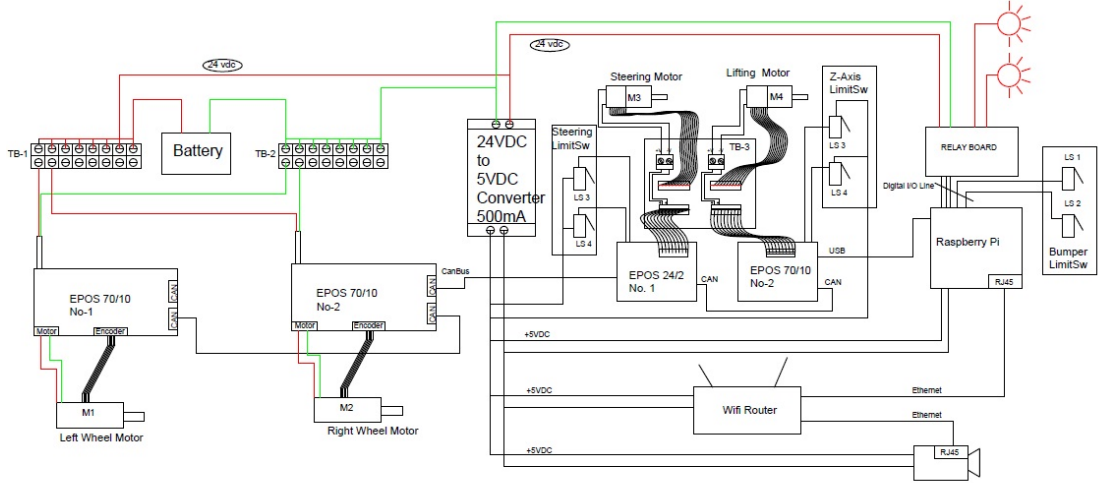 24 vdc
24 vdc
TB-1
Battery
TB-2
24VDC
to
5VDC
Converter
500mA
Steering
LimitSw
LS 3
LS 4
Steering Motor
M3
Lifting Motor
M4
TB-3
Z-Axis
LimitSw
LS 3
LS 4
RELAY BOARD
Digital I/O Line
LS 1
LS 2
Bumper
LimitSw
Raspberry Pi
RJ45
USB
CanBus
EPOS 70/10
No-1
CAN
CAN
Motor
Encoder
EPOS 70/10
No-2
CAN
CAN
Motor
Encoder
EPOS 24/2
No. 1
CAN
EPOS 70/10
No-2
CAN
+5VDC
M1
Left Wheel Motor
M2
Right Wheel Motor
+5VDC
Wifi Router
Ethernet
Ethernet
+5VDC
RJ45